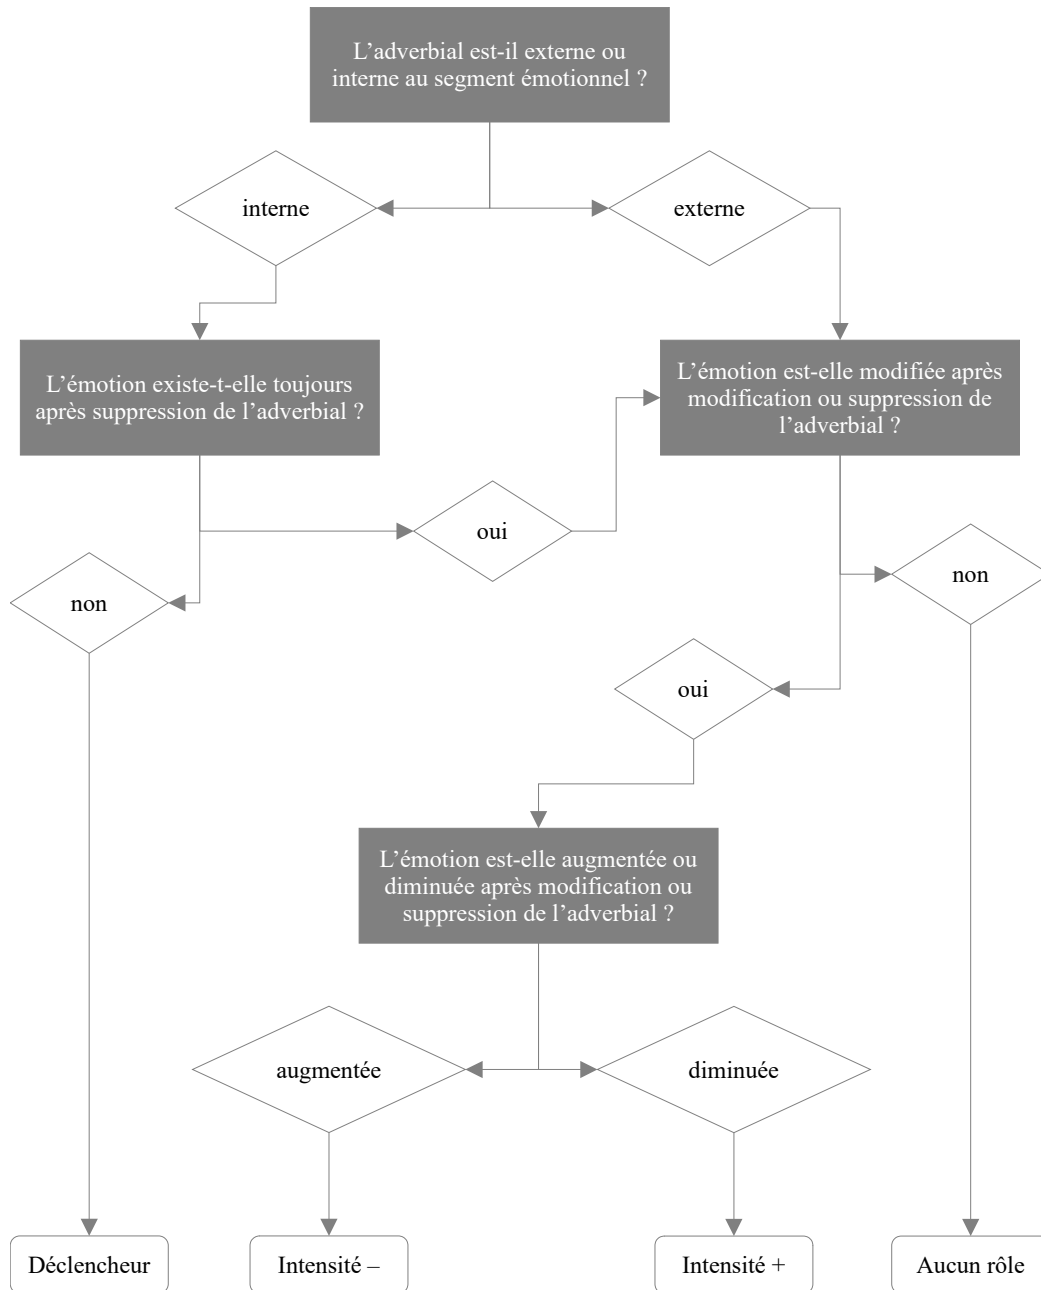 L’adverbial est-il externe ou
interne au segment émotionnel ?
interne
externe
L’émotion existe-t-elle toujours
après suppression de l’adverbial ?
L’émotion est-elle modifiée après
modification ou suppression de
l’adverbial ?
oui
non
non
oui
L’émotion est-elle augmentée ou
diminuée après modification ou
suppression de l’adverbial ?
augmentée
diminuée
Déclencheur
Intensité –
Intensité +
Aucun rôle